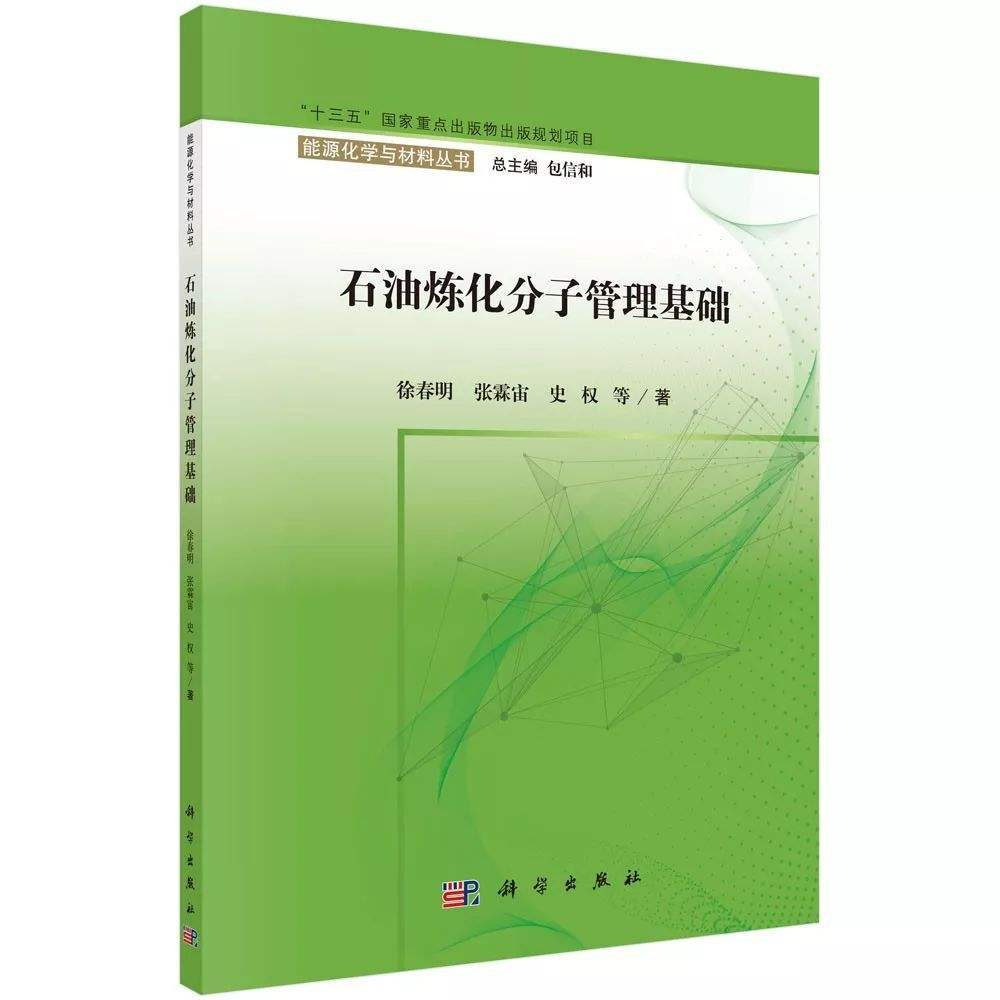 “十三五”国家重点出版物出版规划项目
能源化学与材料丛书 总主编 包信和
石油炼化分子管理基础
徐春明 张霖宙 史 权 等/著
科学出版社
能源化学与材料丛书
石油炼化分子管理基础
徐春明 张霖宙 史 权 等/著
科学出版社